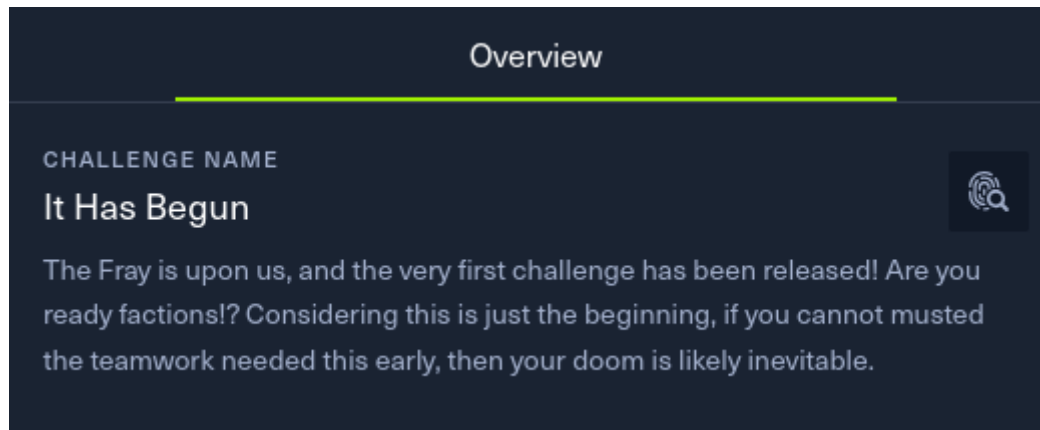 Overview
CHALLENGE NAME
It Has Begun
The Fray is upon us, and the very first challenge has been released! Are you
ready factions!? Considering this is just the beginning, if you cannot musted
the teamwork needed this early, then your doom is likely inevitable.